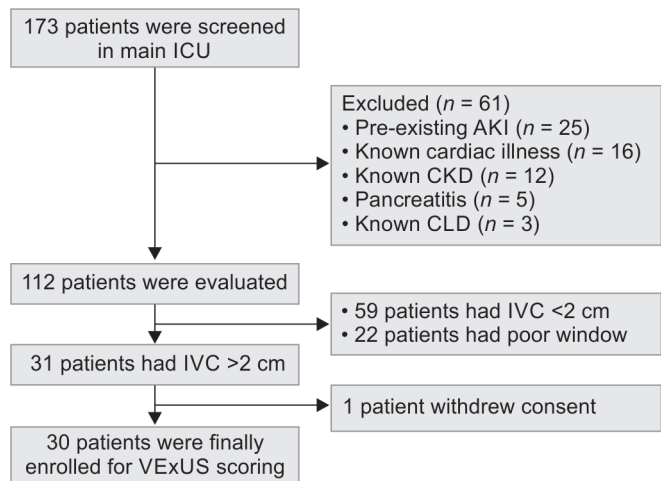 173 patients were screened
in main ICU
Excluded (n = 61)
• Pre-existing AKI (n = 25)
• Known cardiac illness (n = 16)
• Known CKD (n = 12)
• Pancreatitis (n = 5)
• Known CLD (n = 3)
112 patients were evaluated
• 59 patients had IVC <2 cm
• 22 patients had poor window
31 patients had IVC >2 cm
1 patient withdrew consent
30 patients were finally
enrolled for VExUS scoring